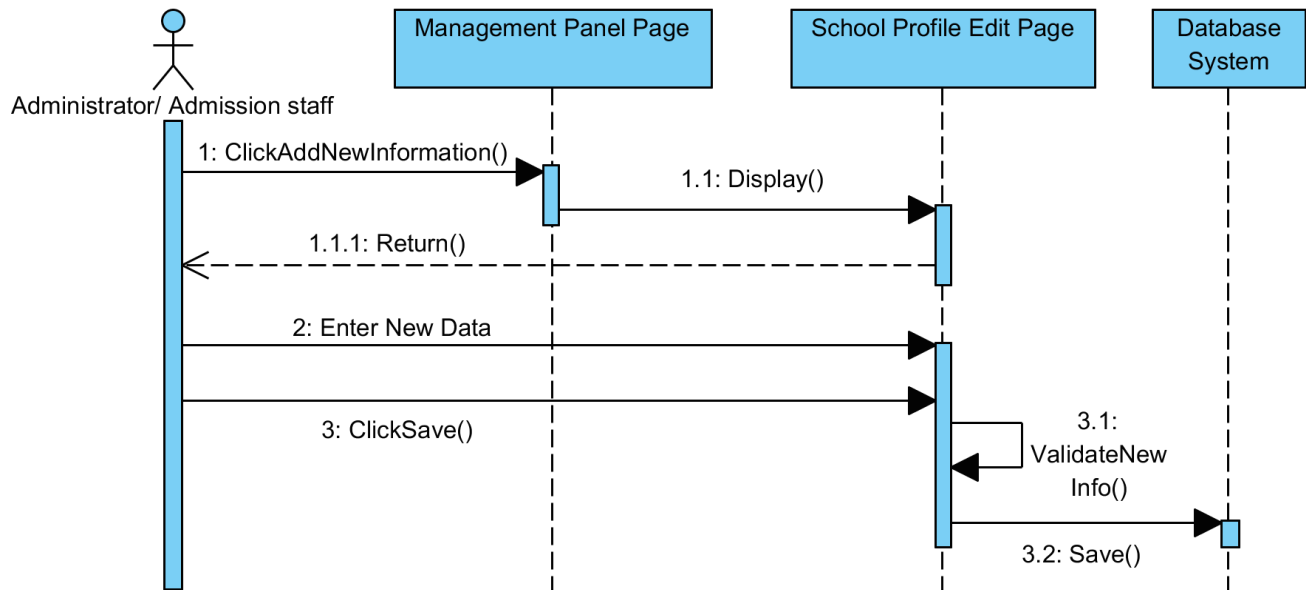 Management Panel Page
School Profile Edit Page
Database
System
Administrator/ Admission staff
1: ClickAddNewInformation()
1.1: Display()
1.1.1: Return()
2: Enter New Data
3: ClickSave()
3.1:
ValidateNew
Info()
3.2: Save()